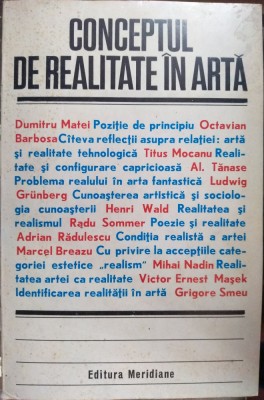 CONCEPTUL
DE REALITATE ÎN ARTĂ
Dumitru Matei Poziţie de principiu Octavian
Barbosa Cîteva reflecţii asupra relaţiei: artă
şi realitate tehnologică Titus Mocanu Reali-
tate şi configurare capricioasă Al. Tănase
Problema realului în arta fantastică Ludwig
Grünberg Cunoaşterea artistică şi sociolo-
gia cunoaşterii Henri Wald Realitatea şi
realismul Radu Sommer Poezie şi realitate
Adrian Rădulescu Condiţia realistă a artei
Marcel Breazu Cu privire la accepţiile cate-
goriei estetice „realism" Mihai Nadin Reali-
tatea artei ca realitate Victor Ernest Maşek
Identificarea realităţii în artă Grigore Smeu
Editura Meridiane